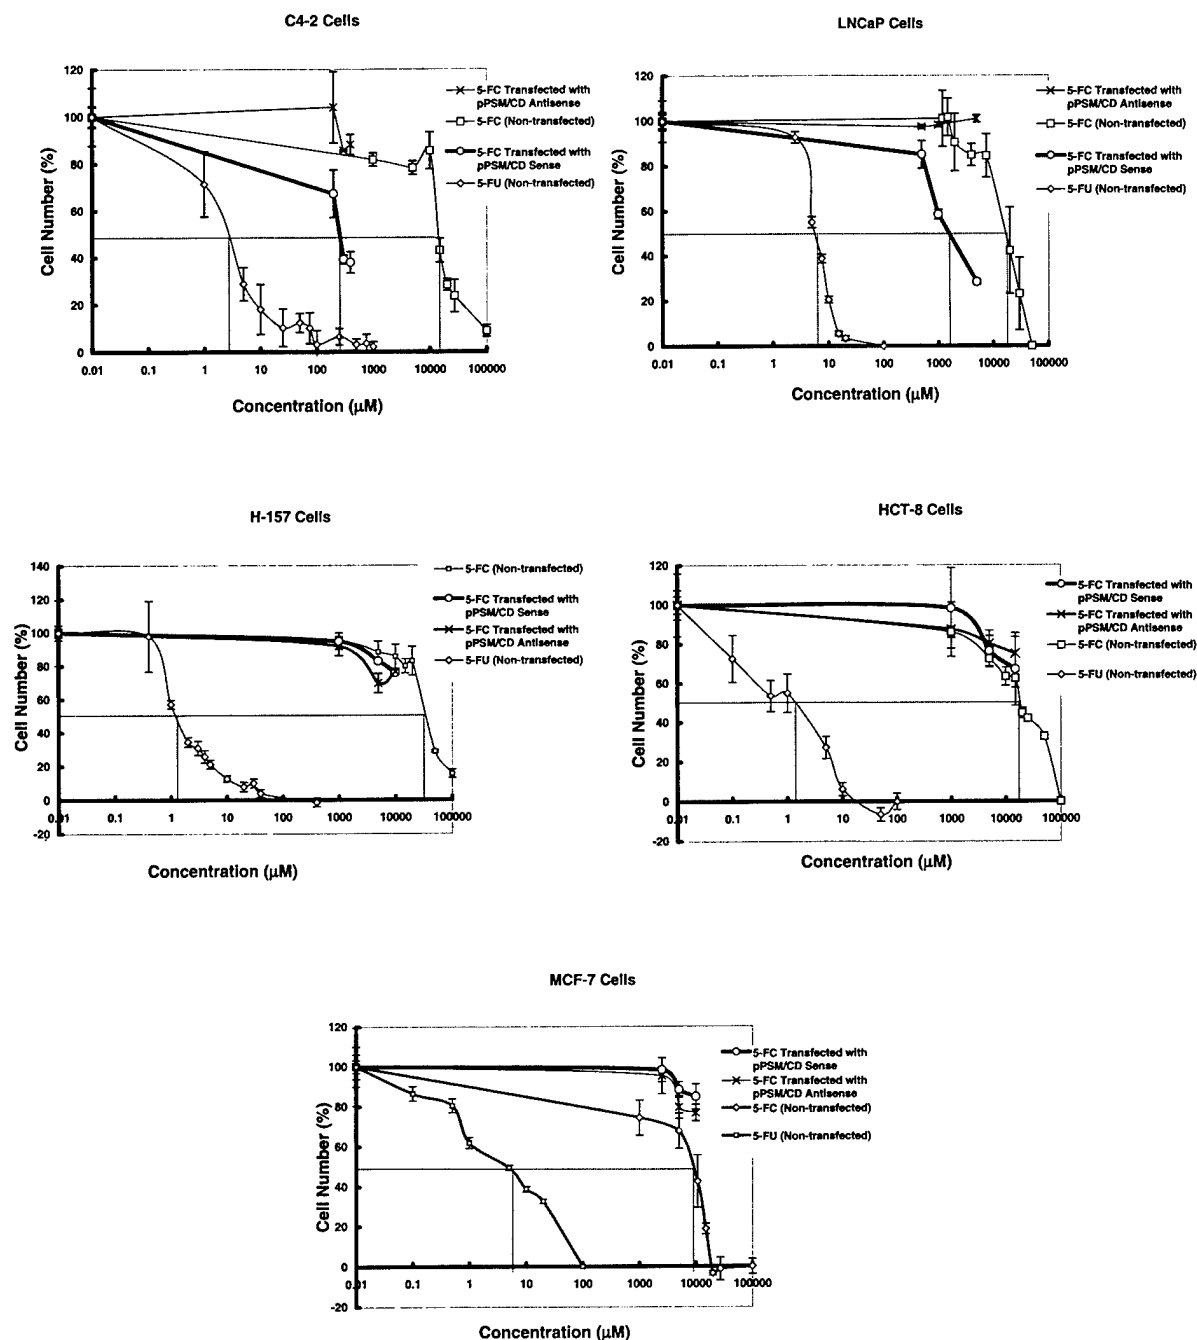 C4-2 Cells
120
100
80
60
40
20
0
Cell Number (%)
0.01
1
10
100
1000
10000
100000
Concentration (µM)
5-FC Transfected with
pPSM/CD Antisense
5-FC (Non-transfected)
5-FC Transfected with
pPSM/CD Sense
5-FU (Non-transfected)
LNCaP Cells
120
100
80
60
40
20
0
Cell Number (%)
0.01
1
10
100
1000
10000
100000
Concentration (µM)
5-FC Transfected with
pPSM/CD Antisense
5-FC (Non-transfected)
5-FC Transfected with
pPSM/CD Sense
5-FU (Non-transfected)
H-157 Cells
140
120
100
80
60
40
20
0
-20
Cell Number (%)
0.01
0.1
1
10
100
1000
10000
100000
Concentration (µM)
5-FC (Non-transfected)
5-FC Transfected with
pPSM/CD Sense
5-FC Transfected with
pPSM/CD Antisense
5-FU (Non-transfected)
HCT-8 Cells
120
100
80
60
40
20
0
-20
Cell Number (%)
0.01
0.1
1
10
100
1000
10000
100000
Concentration (µM)
5-FC Transfected with
pPSM/CD Sense
5-FC Transfected with
pPSM/CD Antisense
5-FC (Non-transfected)
5-FU (Non-transfected)
MCF-7 Cells
120
100
80
60
40
20
0
-20
Cell Number (%)
0.01
0.1
1
10
100
1000
10000
100000
Concentration (µM)
5-FC Transfected with
pPSM/CD Sense
5-FC Transfected with
pPSM/CD Antisense
5-FC (Non-transfected)
5-FU (Non-transfected)